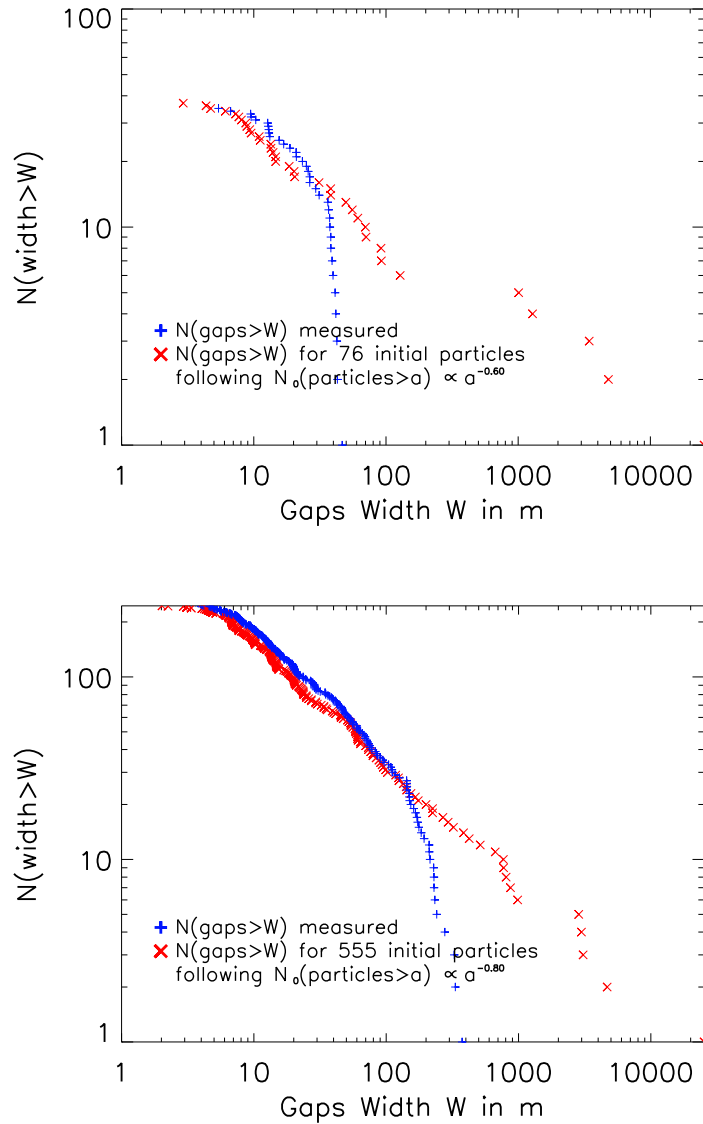 100
10
1
N(width>W)
+ N(gaps>W) measured
× N(gaps>W) for 76 initial particles
following N₀(particles>a) ∝ a⁻⁰·⁶⁰
1 10 100 1000 10000
Gaps Width W in m
100
10
1
N(width>W)
+ N(gaps>W) measured
× N(gaps>W) for 555 initial particles
following N₀(particles>a) ∝ a⁻⁰·⁸⁰
1 10 100 1000 10000
Gaps Width W in m